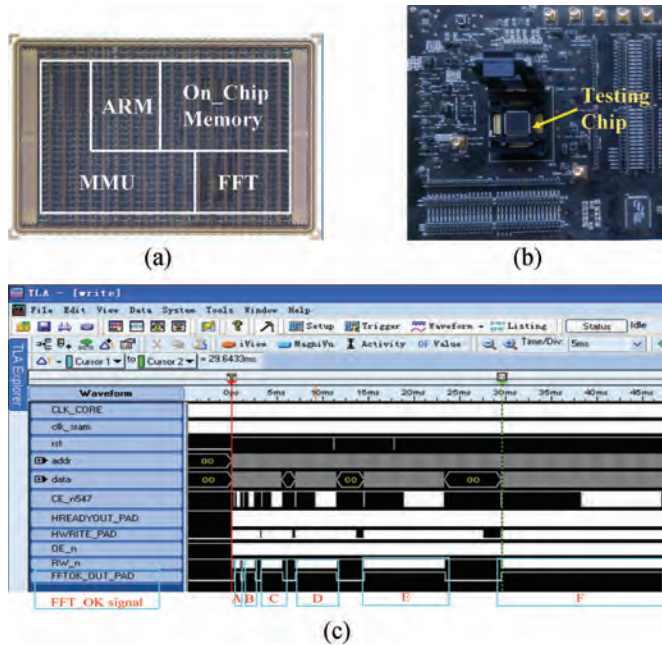 ARM
On_Chip
Memory
MMU
FFT
(a)
Testing
Chip
(b)
TLA - [write]
File Edit View Data System Tools Window Help
Setup Trigger Waveform Listing Status Idle
iView MagniVu Activity Value Time/Div: 5ms
Cursor 1 to Cursor 2 = 29.6433ms
TLA Explorer
Waveform 0ps 5ms 10ms 15ms 20ms 25ms 30ms 35ms 40ms 45ms
CLK_CORE
clk_sram
rst
addr 00
data 00 00 00
CE_n547
HREADYOUT_PAD
HWRITE_PAD
OE_n
RW_n
FFTOK_OUT_PAD
FFT_OK signal A B C D E F
(c)